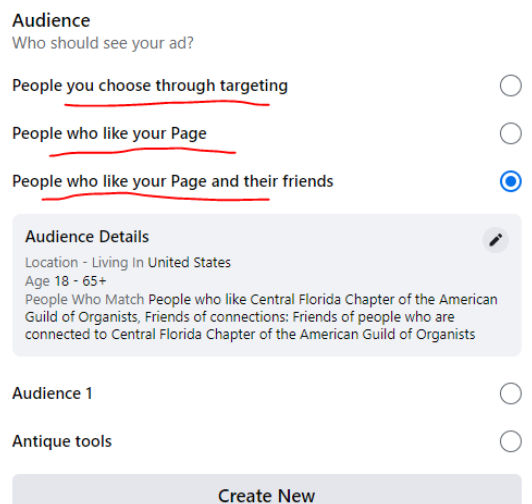 Audience
Who should see your ad?
People you choose through targeting
People who like your Page
People who like your Page and their friends
Audience Details
Location - Living In United States
Age 18 - 65+
People Who Match People who like Central Florida Chapter of the American
Guild of Organists, Friends of connections: Friends of people who are
connected to Central Florida Chapter of the American Guild of Organists
Audience 1
Antique tools
Create New